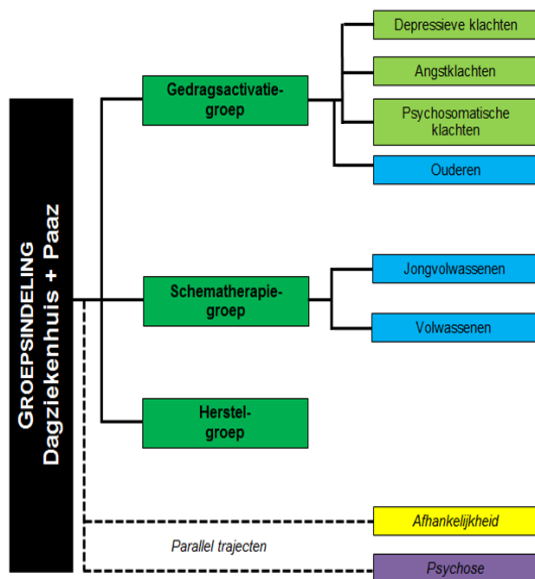 GROEPSINDELING
Dagziekenhuis + Paaz
Gedragsactivatie-
groep
Depressieve klachten
Angstklachten
Psychosomatische
klachten
Ouderen
Schematherapie-
groep
Jongvolwassenen
Volwassenen
Herstel-
groep
Parallel trajecten
Afhankelijkheid
Psychose